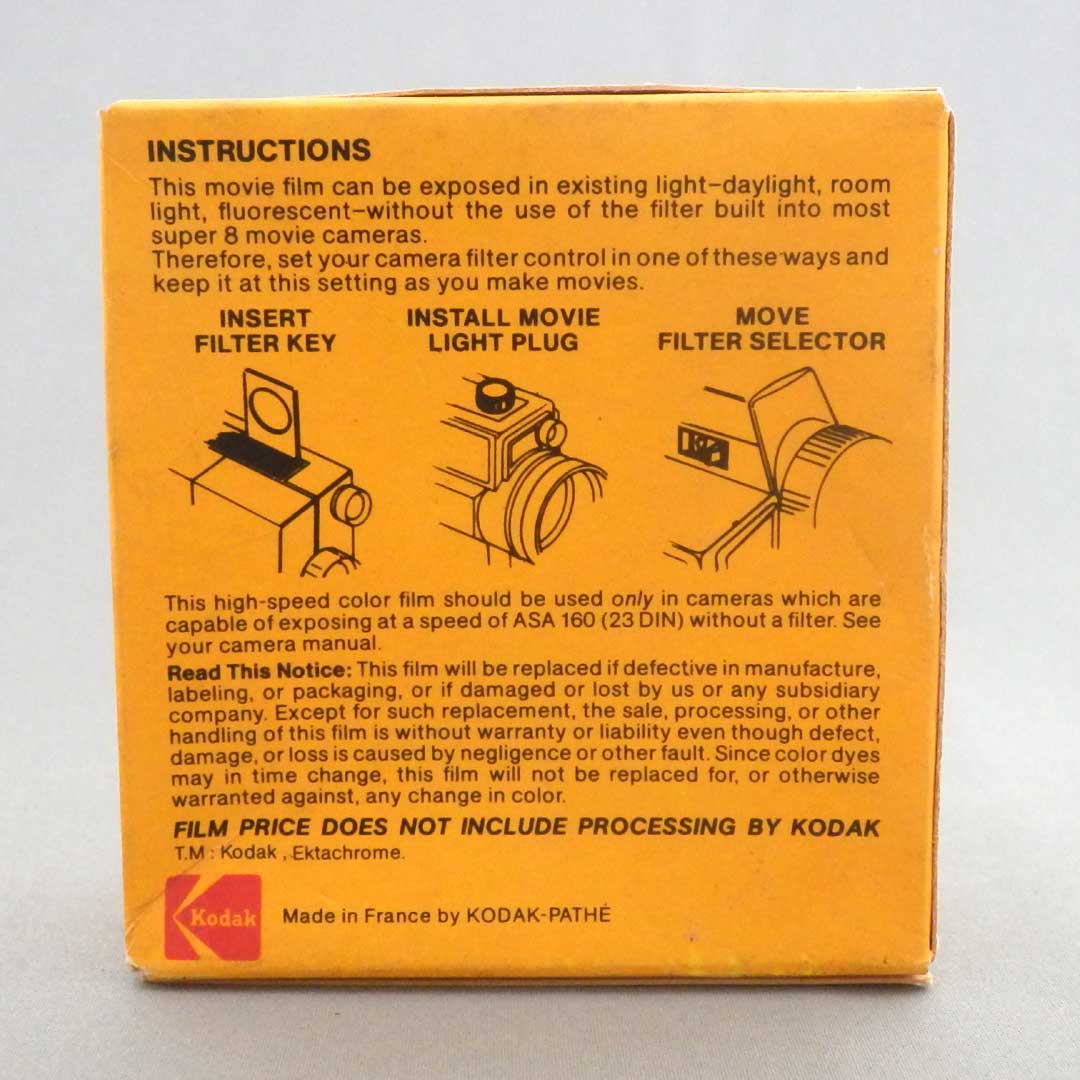 INSTRUCTIONS
This movie film can be exposed in existing light–daylight, room
light, fluorescent–without the use of the filter built into most
super 8 movie cameras.
Therefore, set your camera filter control in one of these ways and
keep it at this setting as you make movies.
INSERT
FILTER KEY
INSTALL MOVIE
LIGHT PLUG
MOVE
FILTER SELECTOR
This high-speed color film should be used only in cameras which are
capable of exposing at a speed of ASA 160 (23 DIN) without a filter. See
your camera manual.
Read This Notice: This film will be replaced if defective in manufacture,
labeling, or packaging, or if damaged or lost by us or any subsidiary
company. Except for such replacement, the sale, processing, or other
handling of this film is without warranty or liability even though defect,
damage, or loss is caused by negligence or other fault. Since color dyes
may in time change, this film will not be replaced for, or otherwise
warranted against, any change in color.
FILM PRICE DOES NOT INCLUDE PROCESSING BY KODAK
T.M : Kodak , Ektachrome.
Kodak
Made in France by KODAK-PATHÉ